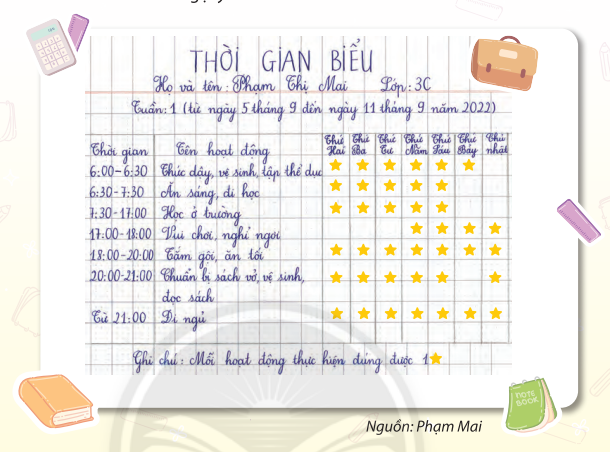 THỜI GIAN BIỂU
Họ và tên: Phạm Thị Mai Lớp: 3C
Tuần: 1 (từ ngày 5 tháng 9 đến ngày 11 tháng 9 năm 2022)
Thời gian Tên hoạt động Thứ Hai Thứ Ba Thứ Tư Thứ Năm Thứ Sáu Thứ Bảy Thứ nhật
6:00-6:30 Thức dậy, vệ sinh, tập thể dục
6:30-7:30 Ăn sáng, đi học
7:30-17:00 Học ở trường
17:00-18:00 Vui chơi, nghỉ ngơi
18:00-20:00 Tắm gội, ăn tối
20:00-21:00 Chuẩn bị sách vở, vệ sinh,
đọc sách
Từ 21:00 Đi ngủ
Ghi chú: Mỗi hoạt động thực hiện đúng được 1
NOTE
BOOK
Nguồn: Phạm Mai